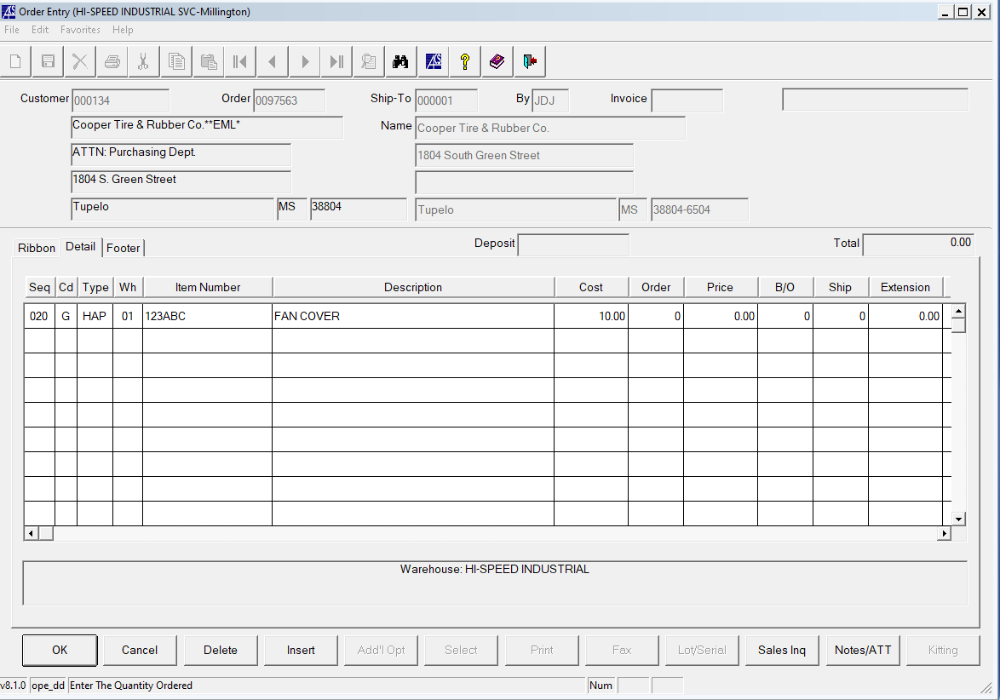 Order Entry (HI-SPEED INDUSTRIAL SVC-Millington)
File Edit Favorites Help
Customer 000134 Order 0097563 Ship-To 000001 By JDJ Invoice
Cooper Tire & Rubber Co.**EML* Name Cooper Tire & Rubber Co.
ATTN: Purchasing Dept. 1804 South Green Street
1804 S. Green Street
Tupelo MS 38804 Tupelo MS 38804-6504
Ribbon Detail Footer Deposit Total 0.00
Seq Cd Type Wh Item Number Description Cost Order Price B/O Ship Extension
020 G HAP 01 123ABC FAN COVER 10.00 0 0.00 0 0 0.00
Warehouse: HI-SPEED INDUSTRIAL
OK Cancel Delete Insert Add'l Opt Select Print Fax Lot/Serial Sales Inq Notes/ATT Kitting
v8.1.0 ope_dd Enter The Quantity Ordered Num